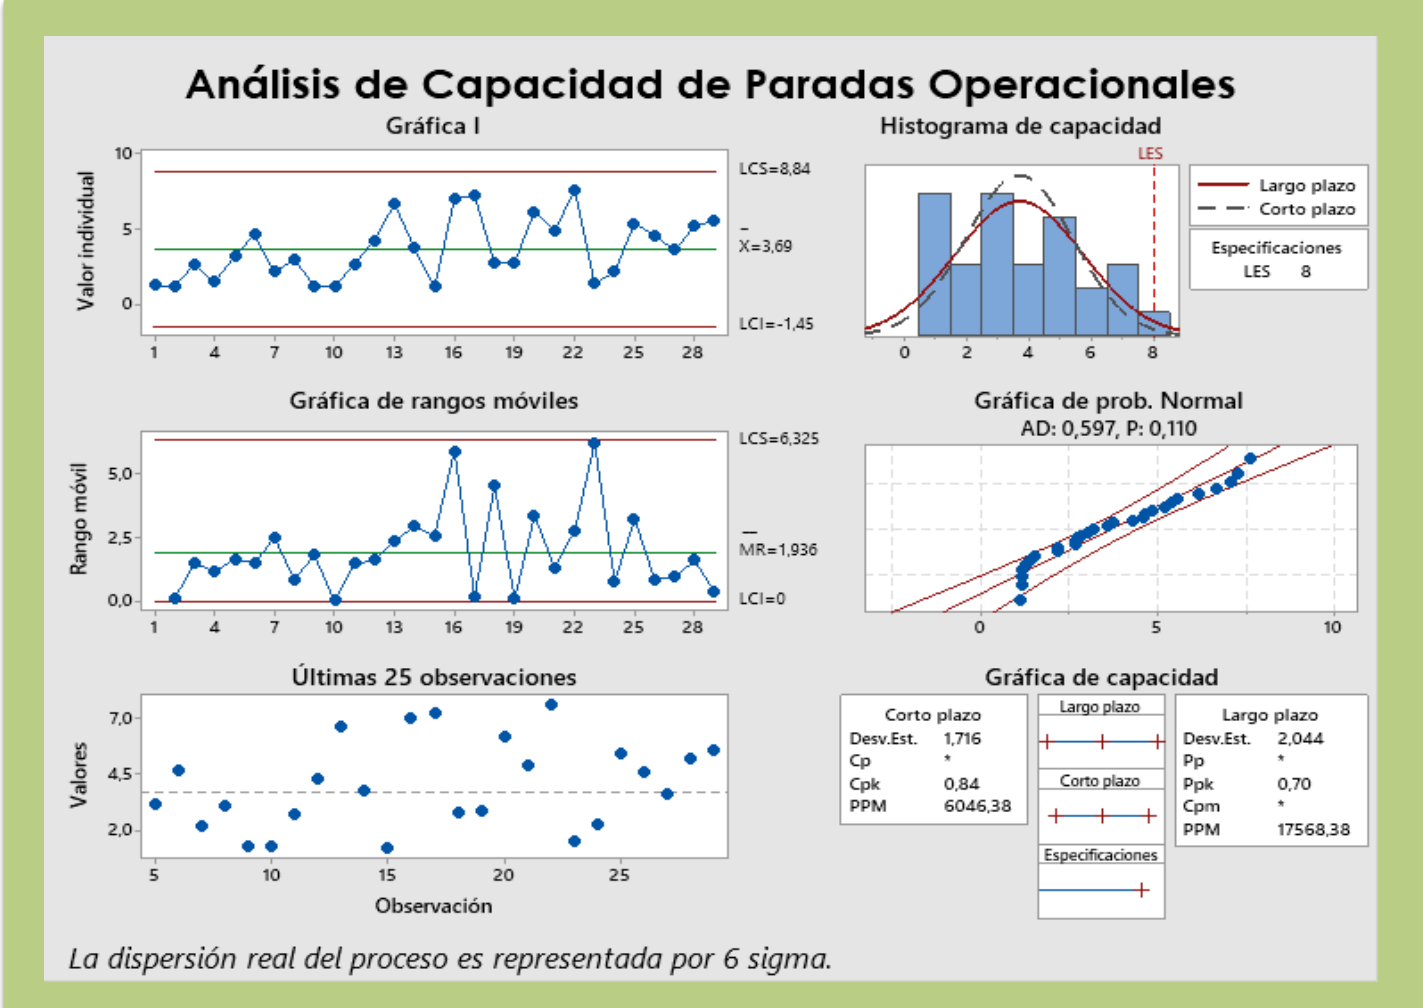 Análisis de Capacidad de Paradas Operacionales
Gráfica I
Valor individual
10
5
0
LCS=8,84
X=3,69
LCI=-1,45
1 4 7 10 13 16 19 22 25 28
Histograma de capacidad
LES
0 2 4 6 8
Largo plazo
Corto plazo
Especificaciones
LES 8
Gráfica de rangos móviles
Rango móvil
5,0
2,5
0,0
LCS=6,325
MR=1,936
LCI=0
1 4 7 10 13 16 19 22 25 28
Gráfica de prob. Normal
AD: 0,597, P: 0,110
0 5 10
Últimas 25 observaciones
Valores
7,0
4,5
2,0
5 10 15 20 25
Observación
Gráfica de capacidad
Corto plazo
Desv.Est. 1,716
Cp *
Cpk 0,84
PPM 6046,38
Largo plazo
Corto plazo
Especificaciones
Largo plazo
Desv.Est. 2,044
Pp *
Ppk 0,70
Cpm *
PPM 17568,38
La dispersión real del proceso es representada por 6 sigma.